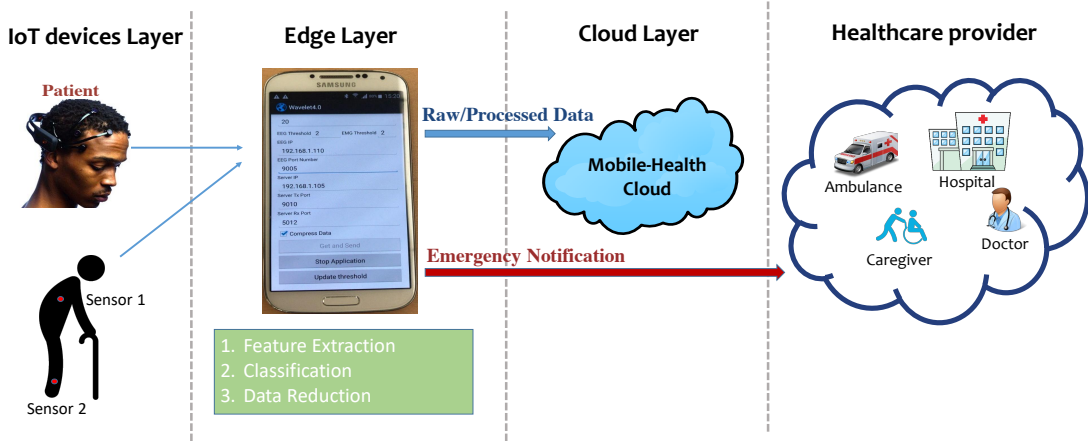 IoT devices Layer
Edge Layer
Cloud Layer
Healthcare provider
Patient
Sensor 1
Sensor 2
SAMSUNG
15:20
Wavelet4.0
20
EEG Threshold 2 EMG Threshold 2
EEG IP
192.168.1.110
EEG Port Number
9005
Server IP
192.168.1.105
Server Tx Port
9010
Server Rx Port
5012
Compress Data
Get and Send
Stop Application
Update threshold
1. Feature Extraction
2. Classification
3. Data Reduction
Raw/Processed Data
Mobile-Health
Cloud
Emergency Notification
Ambulance
Hospital
Caregiver
Doctor